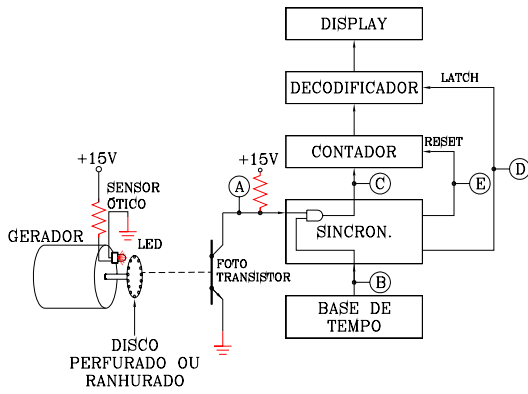 DISPLAY
DECODIFICADOR
LATCH
CONTADOR
RESET
+15V
+15V
SENSOR
ÓTICO
A
C
E
D
GERADOR
LED
SINCRON.
FOTO
TRANSISTOR
B
BASE DE
TEMPO
DISCO
PERFURADO OU
RANHURADO